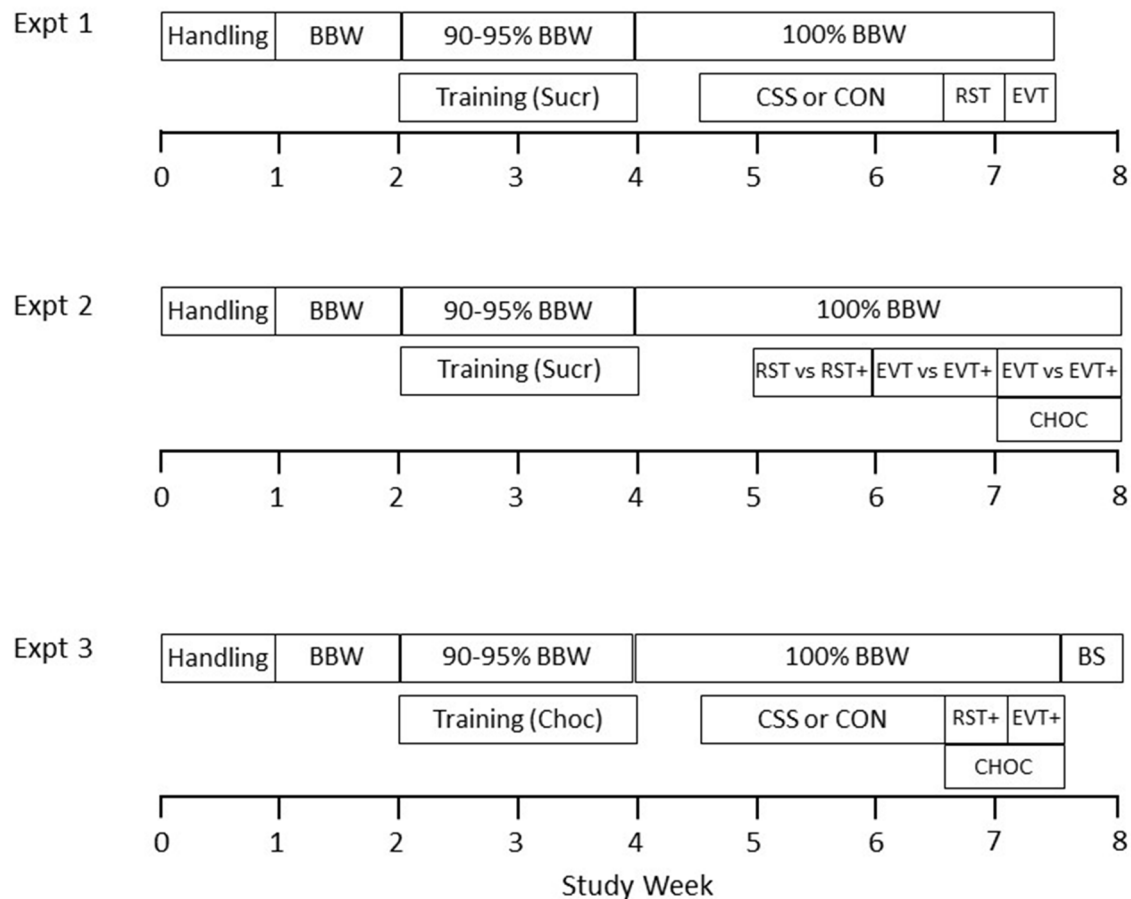 Expt 1
Handling BBW 90-95% BBW 100% BBW
Training (Sucr) CSS or CON RST EVT
0 1 2 3 4 5 6 7 8
Expt 2
Handling BBW 90-95% BBW 100% BBW
Training (Sucr) RST vs RST+ EVT vs EVT+ EVT vs EVT+
CHOC
0 1 2 3 4 5 6 7 8
Expt 3
Handling BBW 90-95% BBW 100% BBW BS
Training (Choc) CSS or CON RST+ EVT+
CHOC
0 1 2 3 4 5 6 7 8
Study Week